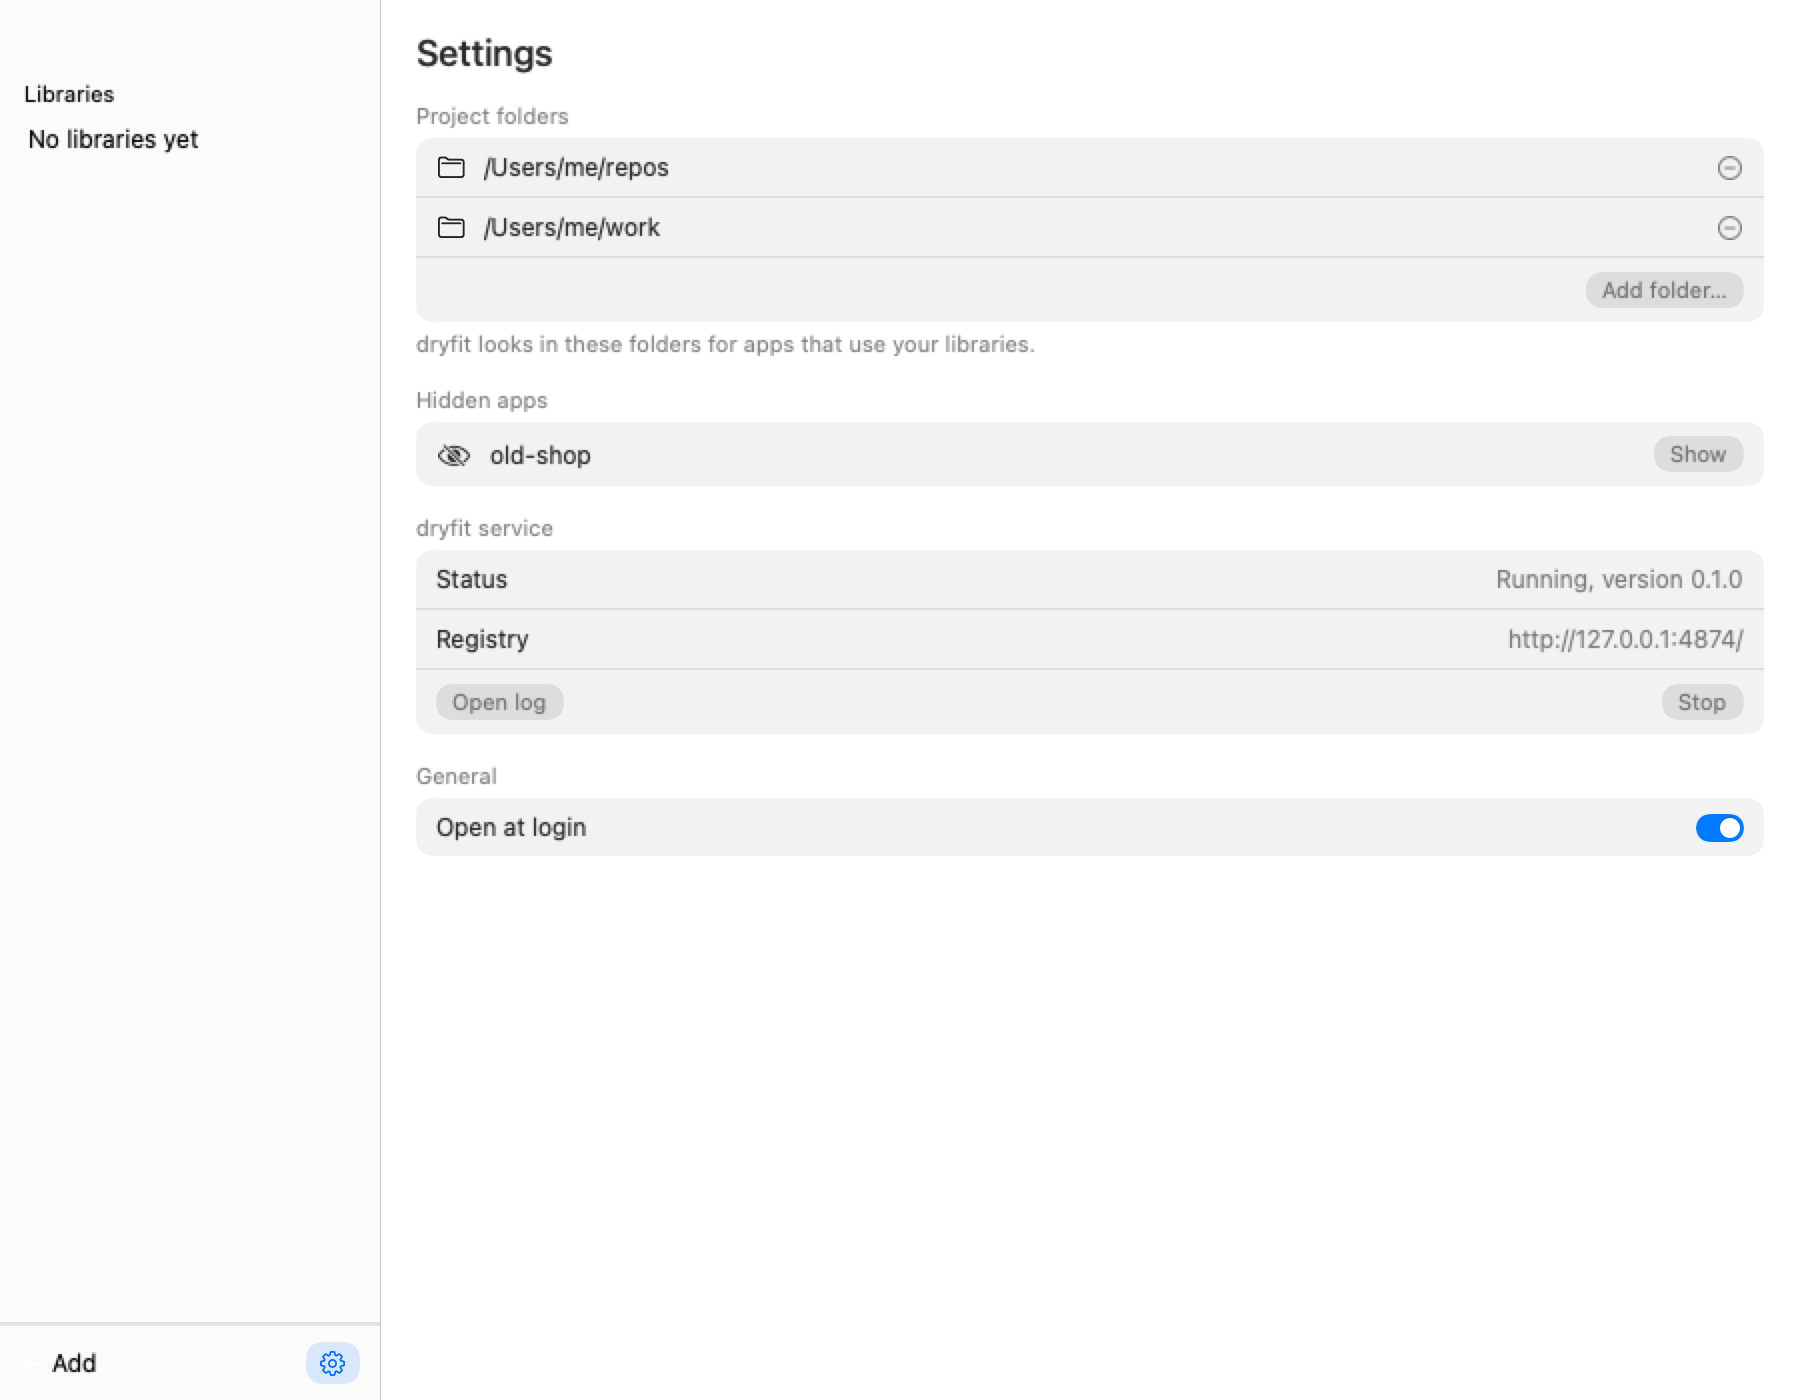 Libraries
No libraries yet
Add
Settings
Project folders
/Users/me/repos
/Users/me/work
Add folder...
dryfit looks in these folders for apps that use your libraries.
Hidden apps
old-shop
Show
dryfit service
Status
Running, version 0.1.0
Registry
http://127.0.0.1:4874/
Open log
Stop
General
Open at login